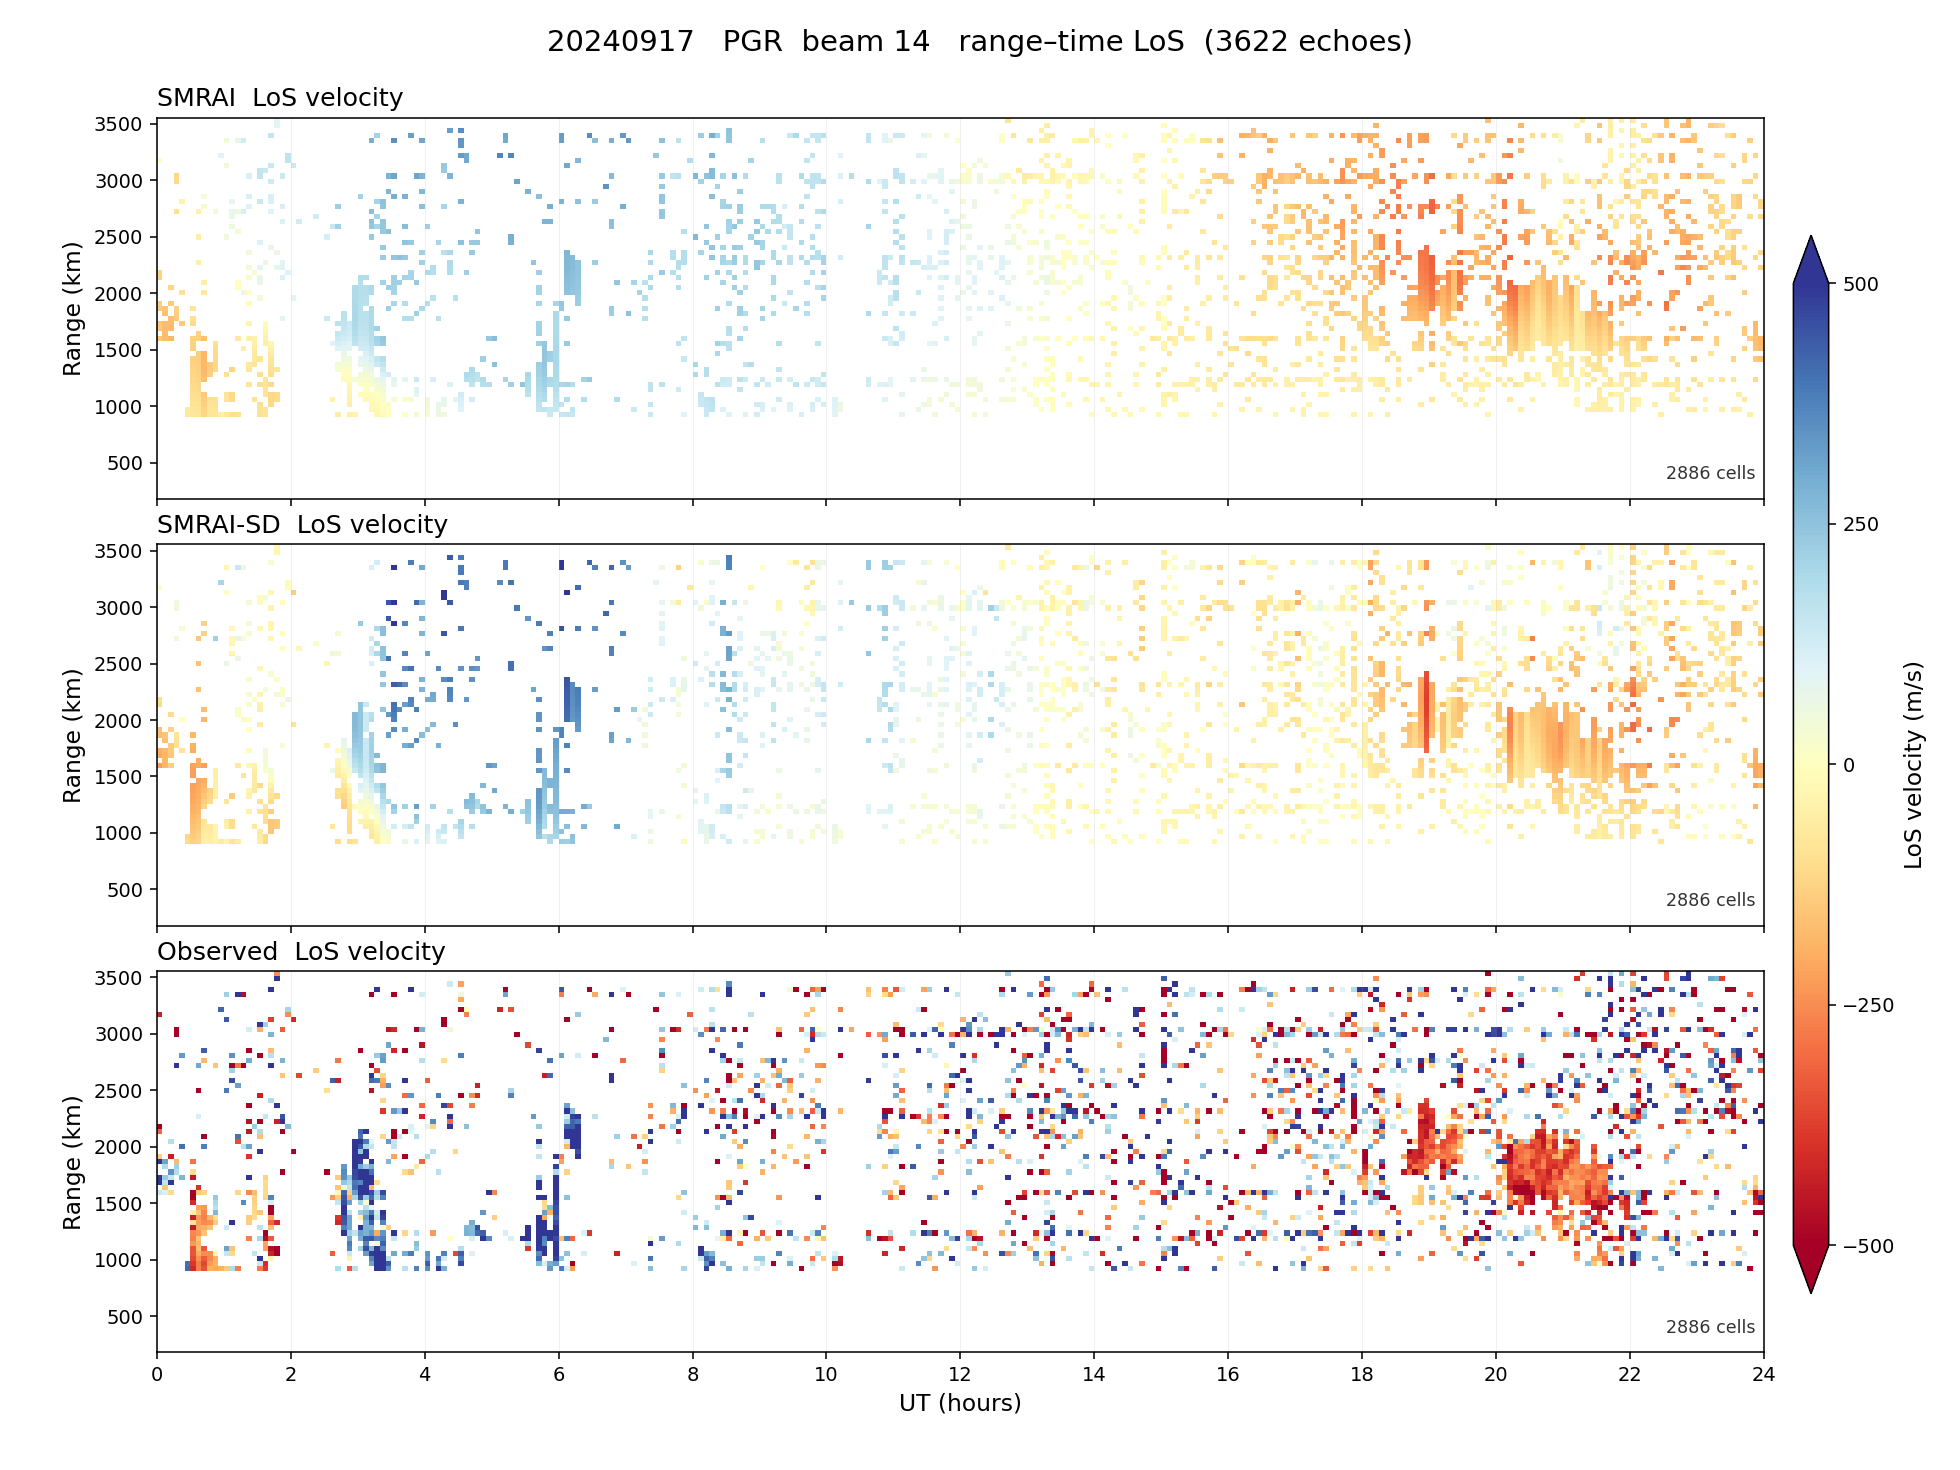 20240917   PGR  beam 14   range–time LoS  (3622 echoes)
SMRAI  LoS velocity
3500
3000
2500
2000
1500
1000
500
Range (km)
2886 cells
SMRAI-SD  LoS velocity
3500
3000
2500
2000
1500
1000
500
Range (km)
2886 cells
Observed  LoS velocity
3500
3000
2500
2000
1500
1000
500
Range (km)
2886 cells
0 2 4 6 8 10 12 14 16 18 20 22 24
UT (hours)
500
250
0
−250
−500
LoS velocity (m/s)